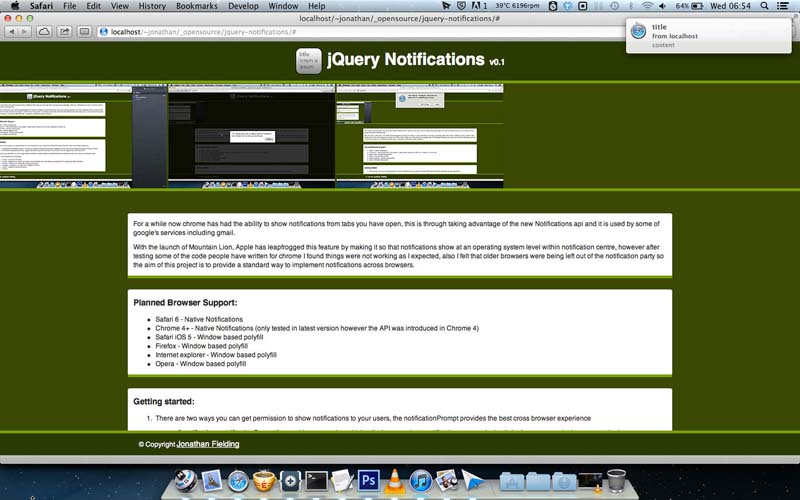 Safari File Edit View History Bookmarks Develop Window Help 1 39°C 6196rpm 64% Wed 06:54
localhost/~jonathan/_opensource/jquery-notifications/#
localhost/~jonathan/_opensource/jquery-notifications/#
title
from localhost
content
jQuery Notifications v0.1
jQuery Notifications
For a while now chrome has had the ability to show notifications from tabs you have open, this is through taking advantage of the new Notifications api and it is used by some of
google's services including gmail.
With the launch of Mountain Lion, Apple has leapfrogged this feature by making it so that notifications show at an operating system level within notification centre, however after
testing some of the code people have written for chrome I found things were not working as I expected, also I felt that older browsers were being left out of the notification party so
the aim of this project is to provide a standard way to implement notifications across browsers.
Planned Browser Support:
Safari 6 - Native Notifications
Chrome 4+ - Native Notifications (only tested in latest version however the API was introduced in Chrome 4)
Safari iOS 5 - Window based polyfill
Firefox - Window based polyfill
Internet explorer - Window based polyfill
Opera - Window based polyfill
Getting started:
1. There are two ways you can get permission to show notifications to your users, the notificationPrompt provides the best cross browser experience
© Copyright Jonathan Fielding
Ps